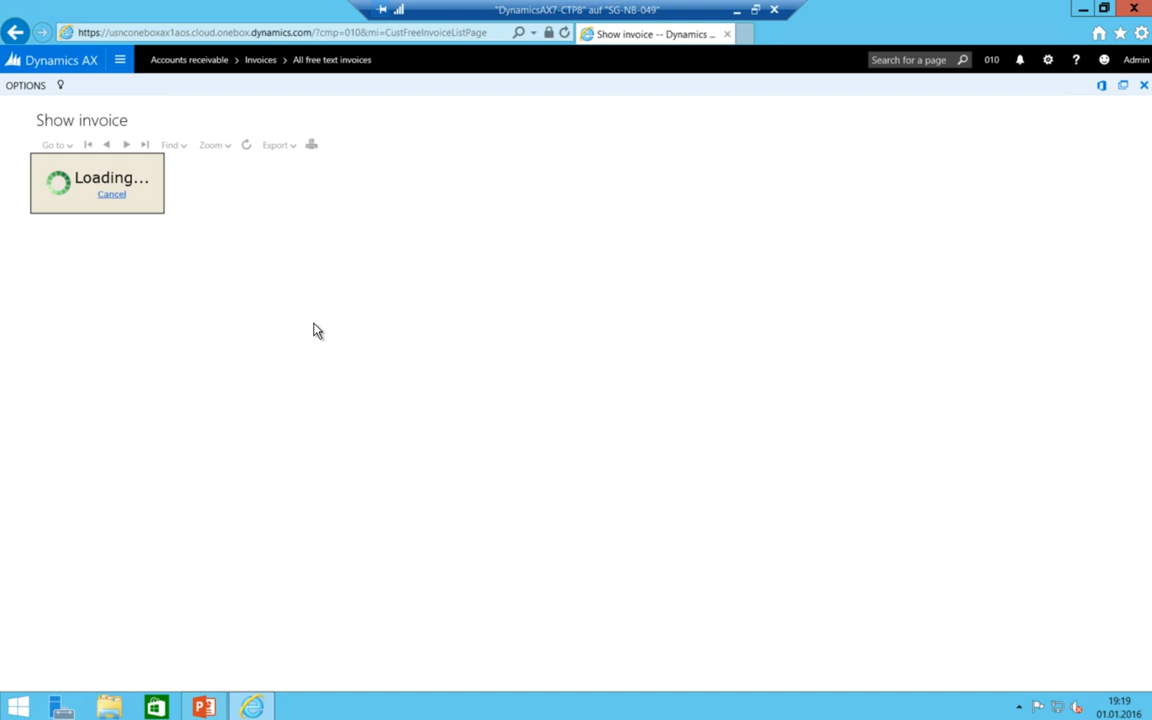 "DynamicsAX7-CTP8" auf "SG-NB-049"
https://usnconeboxax1aos.cloud.onebox.dynamics.com/?cmp=010&mi=CustFreeInvoiceListPage
Show invoice -- Dynamics ...
Dynamics AX
Accounts receivable > Invoices > All free text invoices
Search for a page
010
?
Admin
OPTIONS
Show invoice
Go to
Find
Zoom
Export
Loading...
Cancel
19:19
01.01.2016